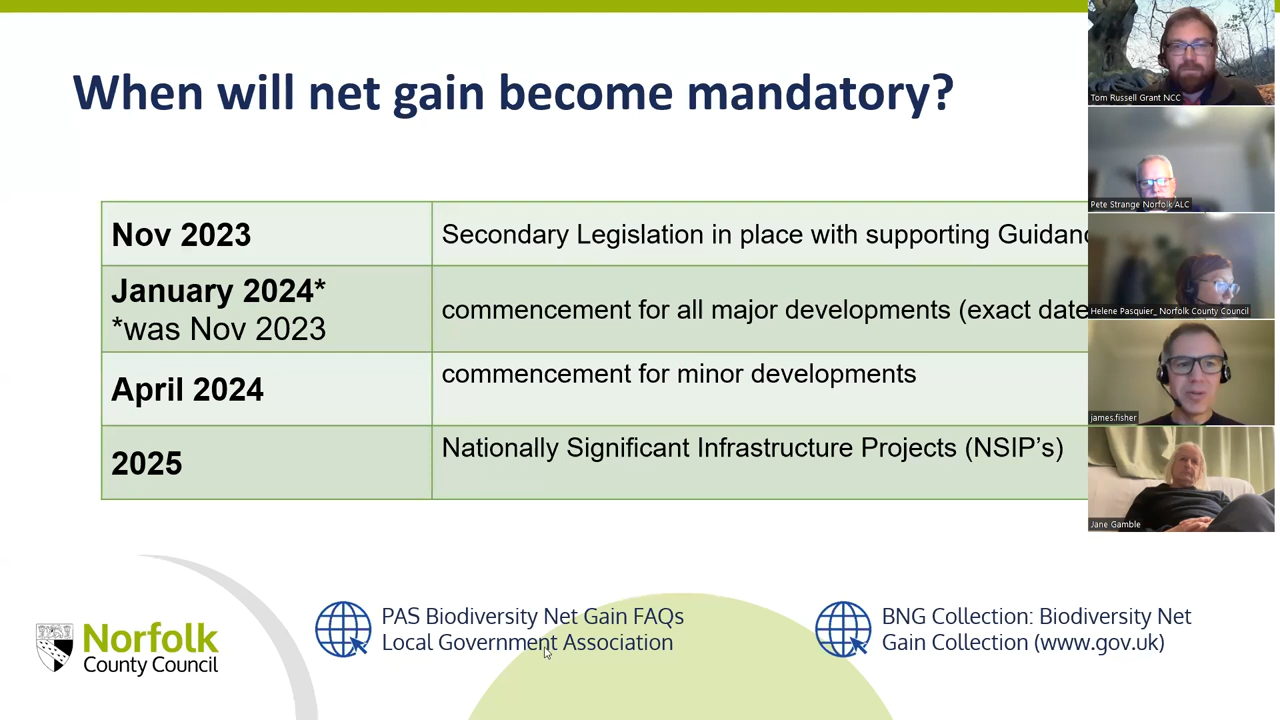 When will net gain become mandatory?
Nov 2023
Secondary Legislation in place with supporting
January 2024*
*was Nov 2023
commencement for all major developments (exact date
April 2024
commencement for minor developments
2025
Nationally Significant Infrastructure Projects (NSIP’s)
Norfolk
County Council
PAS Biodiversity Net Gain FAQs
Local Government Association
BNG Collection: Biodiversity Net
Gain Collection (www.gov.uk)
Tom Russell Grant NCC
Pete Strange Norfolk ALC
Helene Pasquier_ Norfolk County Council
james.fisher
Jane Gamble